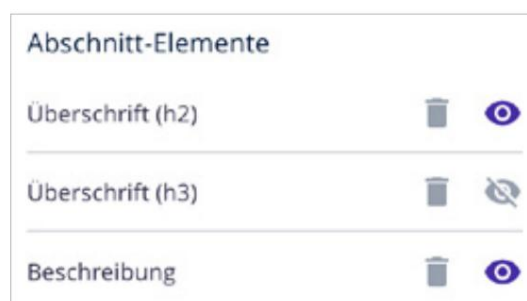 Abschnitt-Elemente
Überschrift (h2)
Überschrift (h3)
Beschreibung